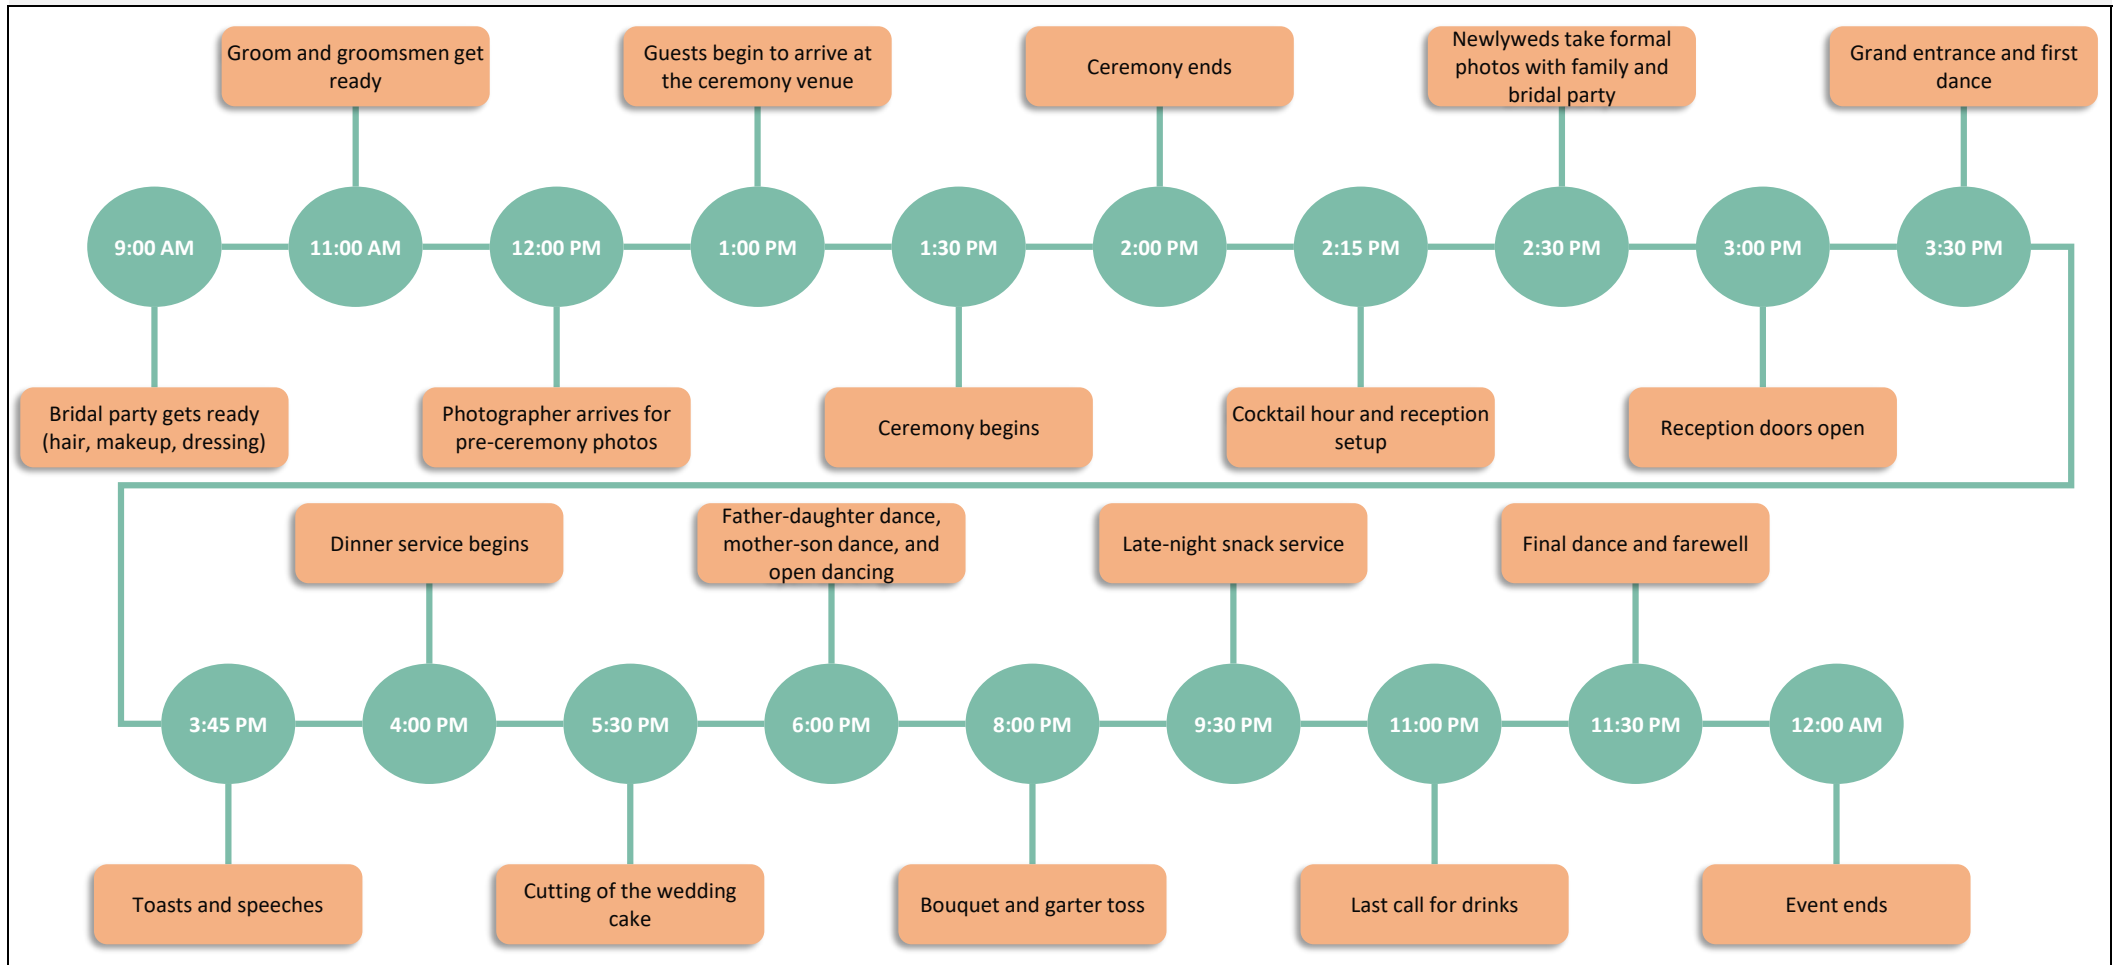 Groom and groomsmen get
ready
Guests begin to arrive at
the ceremony venue
Ceremony ends
Newlyweds take formal
photos with family and
bridal party
Grand entrance and first
dance
9:00 AM
11:00 AM
12:00 PM
1:00 PM
1:30 PM
2:00 PM
2:15 PM
2:30 PM
3:00 PM
3:30 PM
Bridal party gets ready
(hair, makeup, dressing)
Photographer arrives for
pre-ceremony photos
Ceremony begins
Cocktail hour and reception
setup
Reception doors open
Dinner service begins
Father-daughter dance,
mother-son dance, and
open dancing
Late-night snack service
Final dance and farewell
3:45 PM
4:00 PM
5:30 PM
6:00 PM
8:00 PM
9:30 PM
11:00 PM
11:30 PM
12:00 AM
Toasts and speeches
Cutting of the wedding
cake
Bouquet and garter toss
Last call for drinks
Event ends